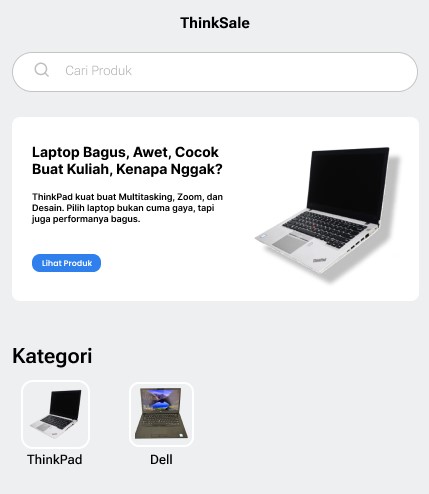 ThinkSale
Cari Produk
Laptop Bagus, Awet, Cocok
Buat Kuliah, Kenapa Nggak?
ThinkPad kuat buat Multitasking, Zoom, dan
Desain. Pilih laptop bukan cuma gaya, tapi
juga performanya bagus.
Lihat Produk
Kategori
ThinkPad
Dell